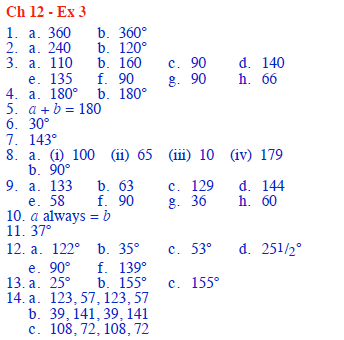 Ch 12 - Ex 3
1. a. 360 b. 360°
2. a. 240 b. 120°
3. a. 110 b. 160 c. 90 d. 140
e. 135 f. 90 g. 90 h. 66
4. a. 180° b. 180°
5. a + b = 180
6. 30°
7. 143°
8. a. (i) 100 (ii) 65 (iii) 10 (iv) 179
b. 90°
9. a. 133 b. 63 c. 129 d. 144
e. 58 f. 90 g. 36 h. 60
10. a always = b
11. 37°
12. a. 122° b. 35° c. 53° d. 251/2°
e. 90° f. 139°
13. a. 25° b. 155° c. 155°
14. a. 123, 57, 123, 57
b. 39, 141, 39, 141
c. 108, 72, 108, 72